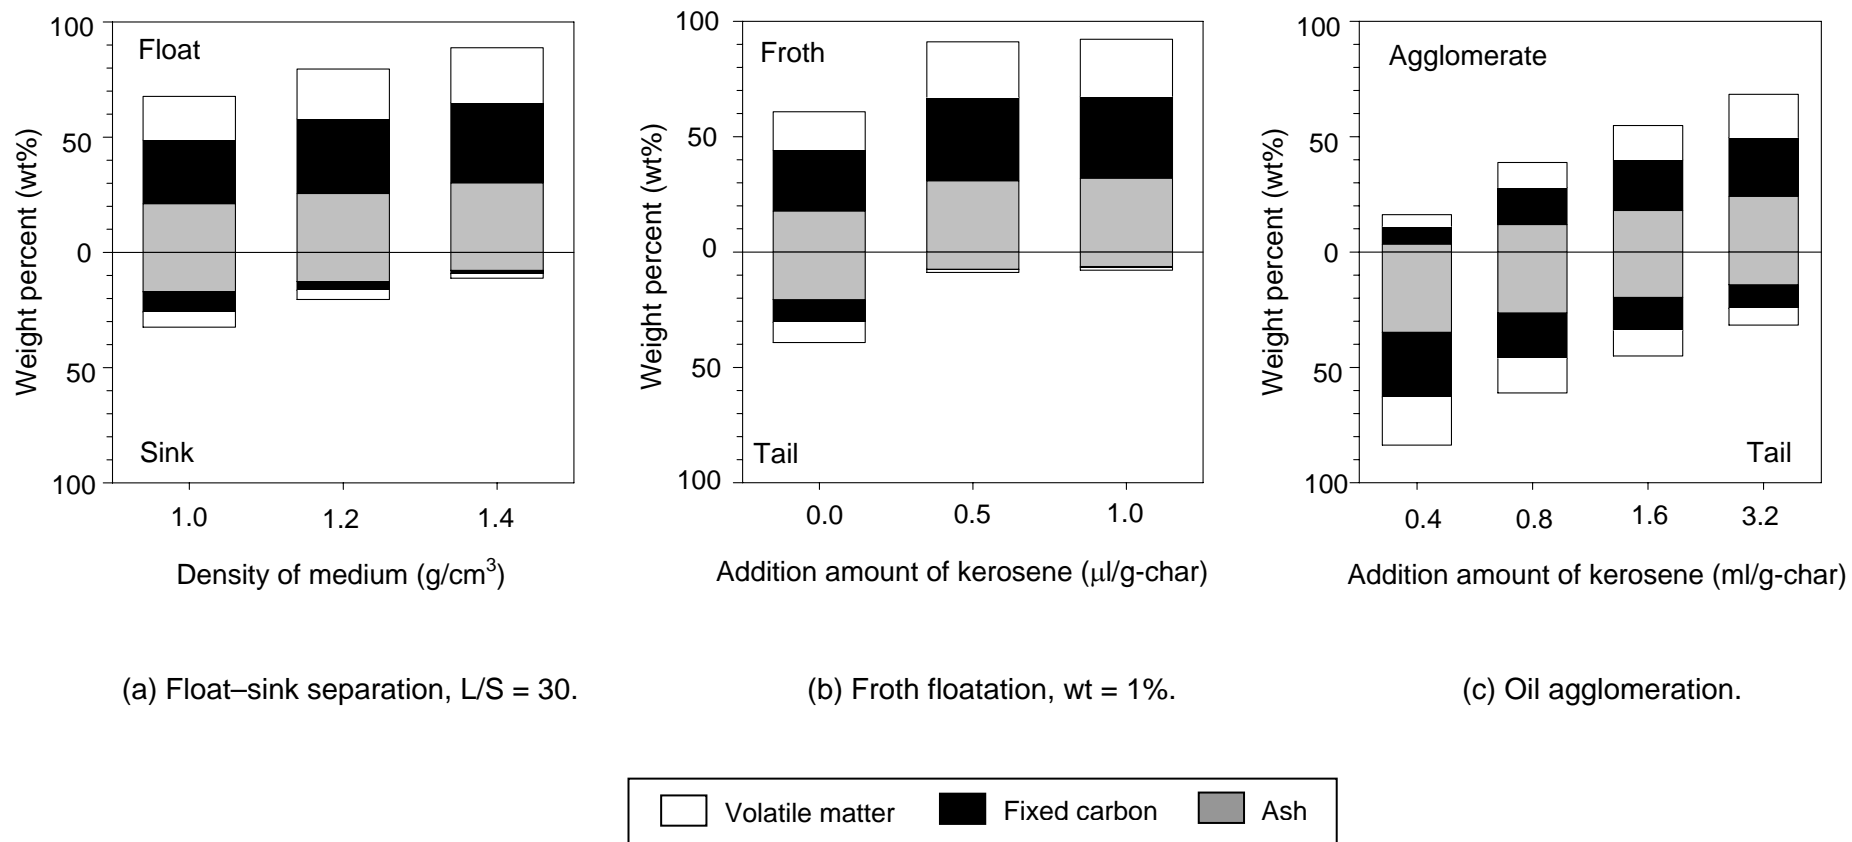 100
50
0
50
100
Weight percent (wt%)
Float
Sink
1.0 1.2 1.4
Density of medium (g/cm³)
(a) Float–sink separation, L/S = 30.
100
50
0
50
100
Weight percent (wt%)
Froth
Tail
0.0 0.5 1.0
Addition amount of kerosene (μl/g-char)
(b) Froth floatation, wt = 1%.
100
50
0
50
100
Weight percent (wt%)
Agglomerate
Tail
0.4 0.8 1.6 3.2
Addition amount of kerosene (ml/g-char)
(c) Oil agglomeration.
Volatile matter Fixed carbon Ash